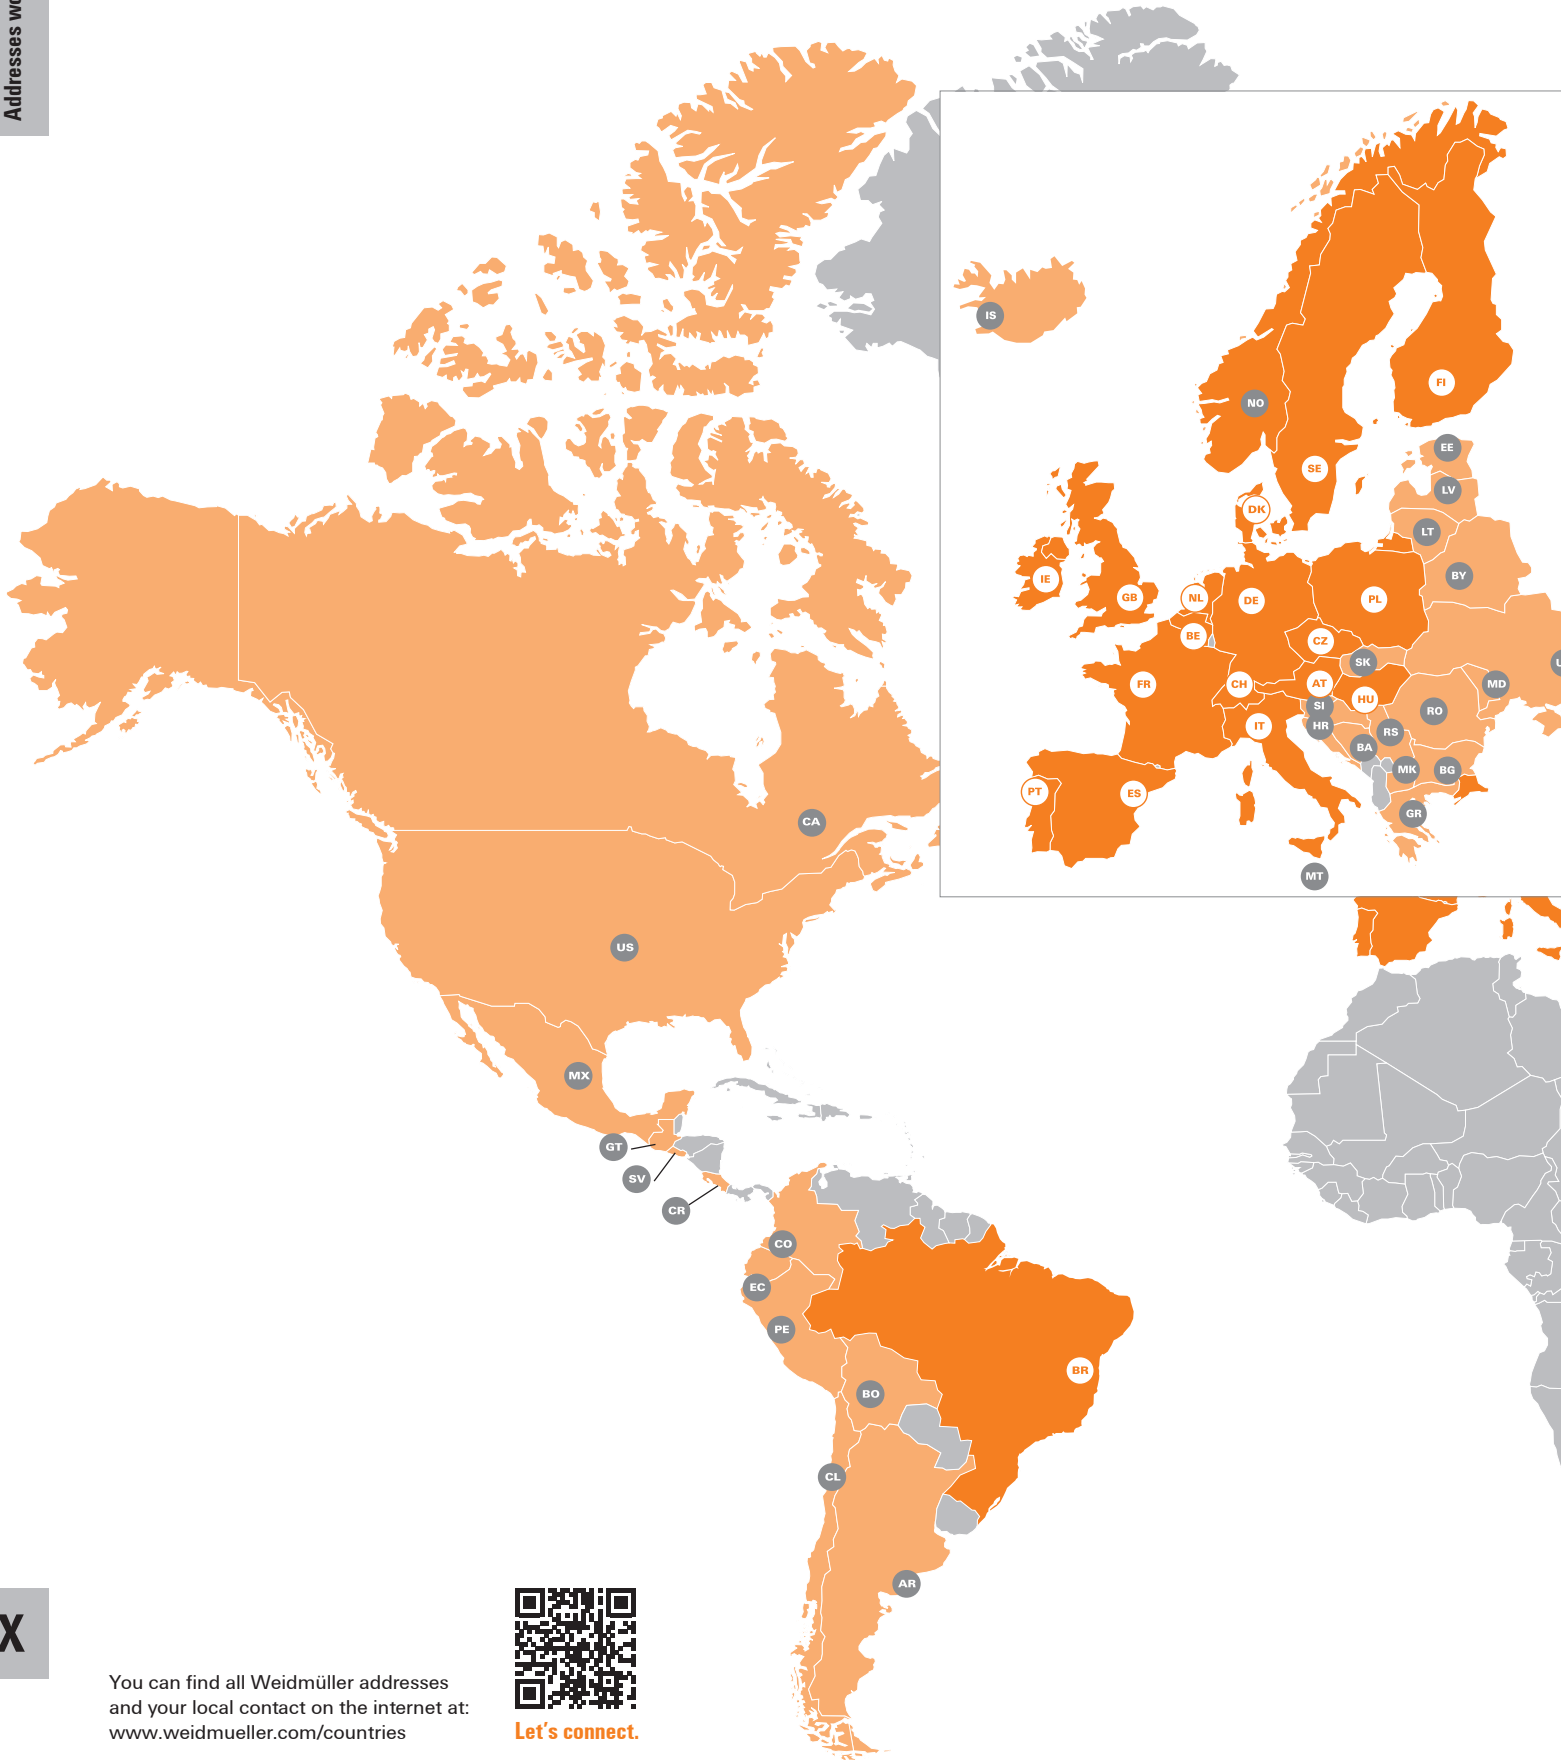 Addresses
IS
FI
NO
EE
SE
LV
DK
LT
BY
IE
GB
NL
DE
PL
BE
CZ
SK
FR
CH
AT
MD
HU
SI
RO
IT
HR
RS
BA
MK
BG
PT
ES
GR
CA
MT
US
MX
GT
SV
CR
CO
EC
PE
BR
BO
CL
AR
X
You can find all Weidmüller addresses
and your local contact on the internet at:
www.weidmueller.com/countries
Let's connect.